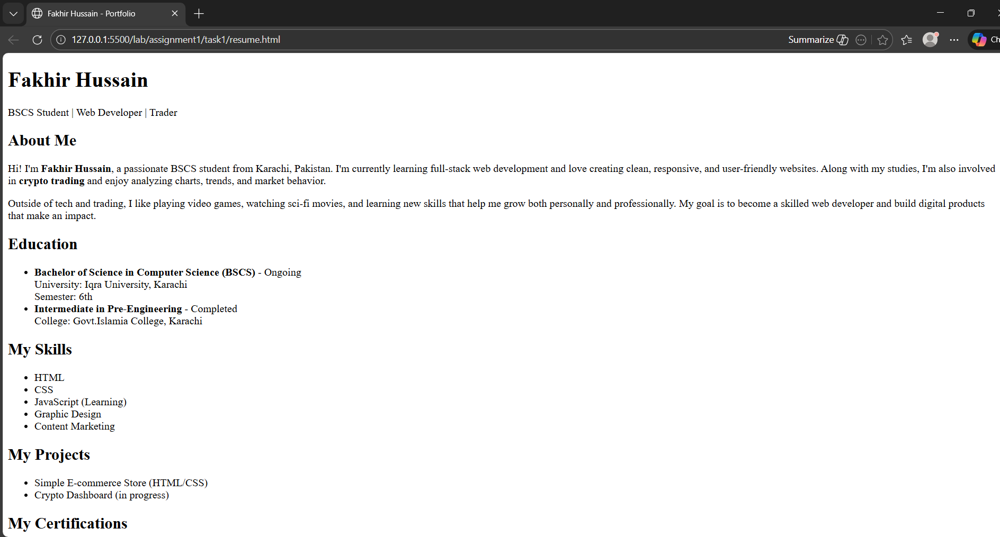 Fakhir Hussain - Portfolio
127.0.0.1:5500/lab/assignment1/task1/resume.html
Summarize
Ch
Fakhir Hussain
BSCS Student | Web Developer | Trader
About Me
Hi! I'm Fakhir Hussain, a passionate BSCS student from Karachi, Pakistan. I'm currently learning full-stack web development and love creating clean, responsive, and user-friendly websites. Along with my studies, I'm also involved
in crypto trading and enjoy analyzing charts, trends, and market behavior.
Outside of tech and trading, I like playing video games, watching sci-fi movies, and learning new skills that help me grow both personally and professionally. My goal is to become a skilled web developer and build digital products
that make an impact.
Education
• Bachelor of Science in Computer Science (BSCS) - Ongoing
University: Iqra University, Karachi
Semester: 6th
• Intermediate in Pre-Engineering - Completed
College: Govt.Islamia College, Karachi
My Skills
• HTML
• CSS
• JavaScript (Learning)
• Graphic Design
• Content Marketing
My Projects
• Simple E-commerce Store (HTML/CSS)
• Crypto Dashboard (in progress)
My Certifications